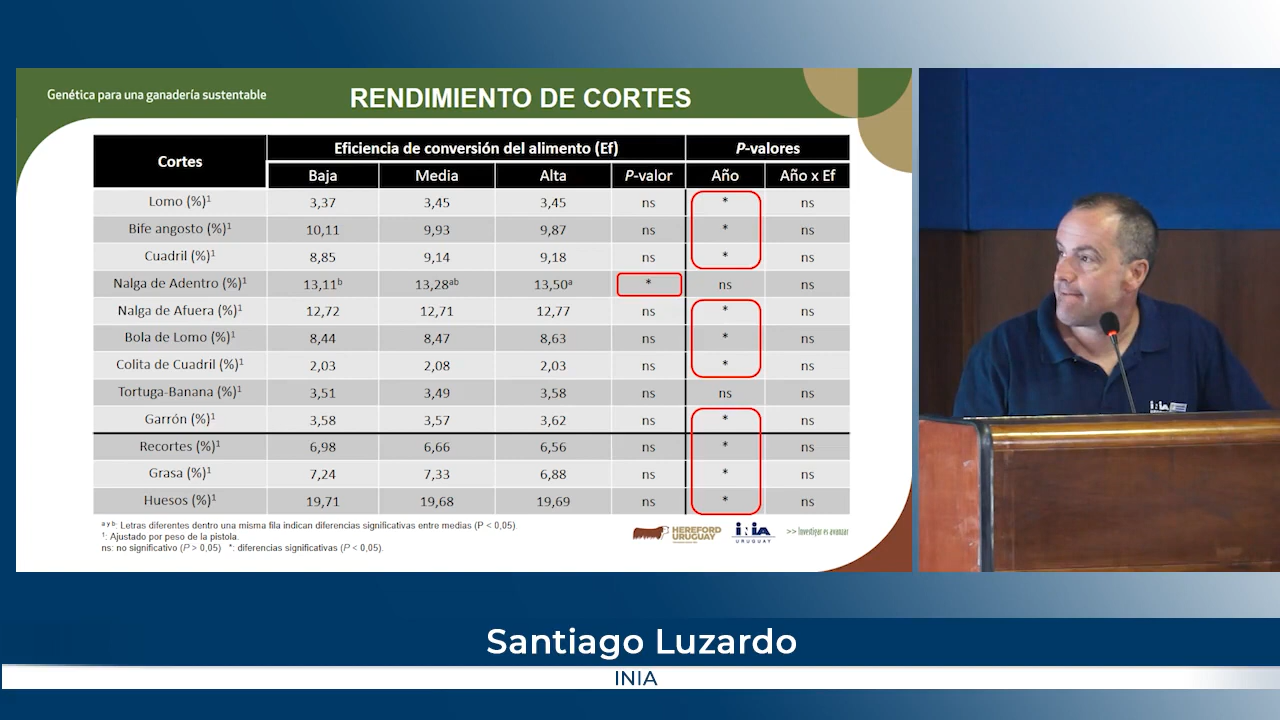 Genética para una ganadería sustentable
RENDIMIENTO DE CORTES
Cortes Eficiencia de conversión del alimento (Ef) P-valores
Baja Media Alta P-valor Año Año x Ef
Lomo (%)¹ 3,37 3,45 3,45 ns * ns
Bife angosto (%)¹ 10,11 9,93 9,87 ns * ns
Cuadril (%)¹ 8,85 9,14 9,18 ns * ns
Nalga de Adentro (%)¹ 13,11ᵇ 13,28ᵃᵇ 13,50ᵃ * ns ns
Nalga de Afuera (%)¹ 12,72 12,71 12,77 ns * ns
Bola de Lomo (%)¹ 8,44 8,47 8,63 ns * ns
Colita de Cuadril (%)¹ 2,03 2,08 2,03 ns * ns
Tortuga-Banana (%)¹ 3,51 3,49 3,58 ns ns ns
Garrón (%)¹ 3,58 3,57 3,62 ns * ns
Recortes (%)¹ 6,98 6,66 6,56 ns * ns
Grasa (%)¹ 7,24 7,33 6,88 ns * ns
Huesos (%)¹ 19,71 19,68 19,69 ns * ns
ᵃ ʸ ᵇ: Letras diferentes dentro una misma fila indican diferencias significativas entre medias (P < 0,05).
¹: Ajustado por peso de la pistola.
ns: no significativo (P > 0,05) *: diferencias significativas (P < 0,05).
HEREFORD
URUGUAY
INIA
URUGUAY
>> Investigar es avanzar
INIA
Santiago Luzardo
INIA